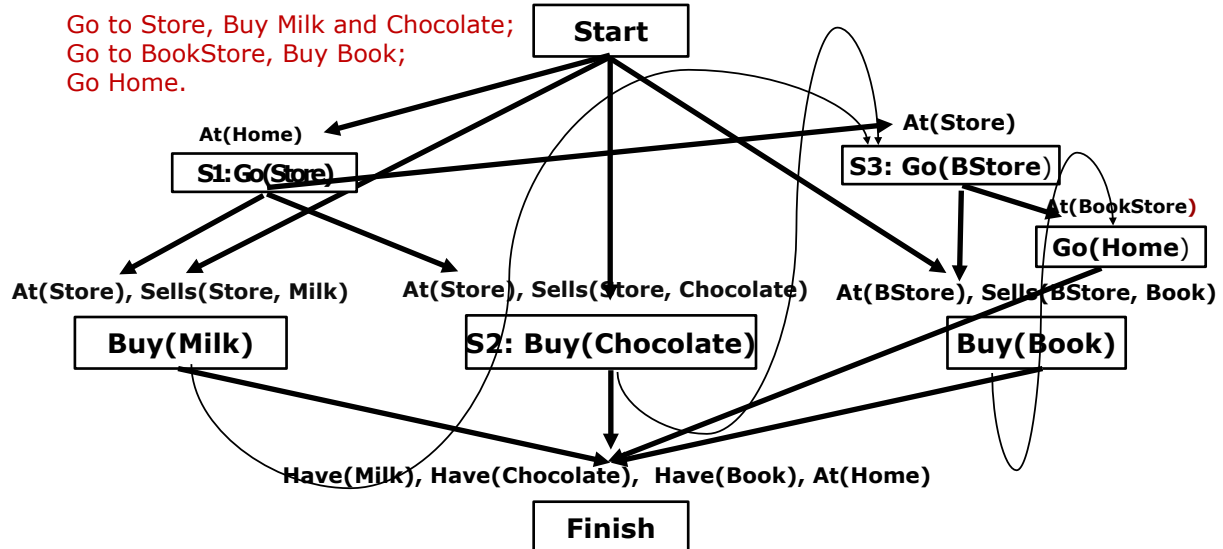 Go to Store, Buy Milk and Chocolate;
Go to BookStore, Buy Book;
Go Home.
Start
At(Home)
At(Store)
S1: Go(Store)
S3: Go(BStore)
At(BookStore)
Go(Home)
At(Store), Sells(Store, Milk)
At(Store), Sells(Store, Chocolate)
At(BStore), Sells(BStore, Book)
Buy(Milk)
S2: Buy(Chocolate)
Buy(Book)
Have(Milk), Have(Chocolate), Have(Book), At(Home)
Finish